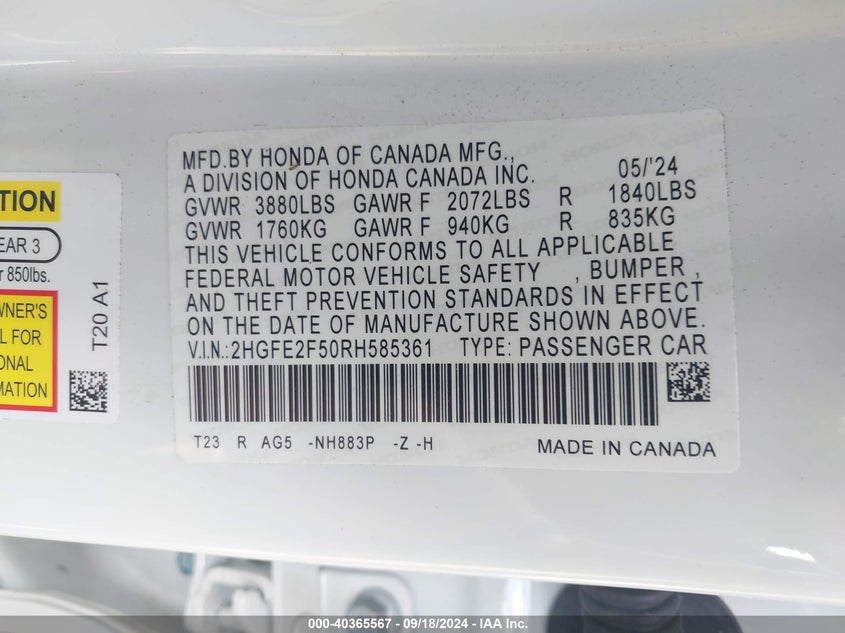 MFD.BY HONDA OF CANADA MFG.,
A DIVISION OF HONDA CANADA INC. 05/'24
GVWR 3880LBS GAWR F 2072LBS R 1840LBS
GVWR 1760KG GAWR F 940KG R 835KG
THIS VEHICLE CONFORMS TO ALL APPLICABLE
FEDERAL MOTOR VEHICLE SAFETY , BUMPER ,
AND THEFT PREVENTION STANDARDS IN EFFECT
ON THE DATE OF MANUFACTURE SHOWN ABOVE.
V.I.N.:2HGFE2F50RH585361 TYPE: PASSENGER CAR
T23 R AG5 -NH883P -Z -H
MADE IN CANADA
TION
EAR 3
r 850lbs.
WNER'S
L FOR
ONAL
MATION
T20 A1
000-40365567 - 09/18/2024 - IAA Inc.